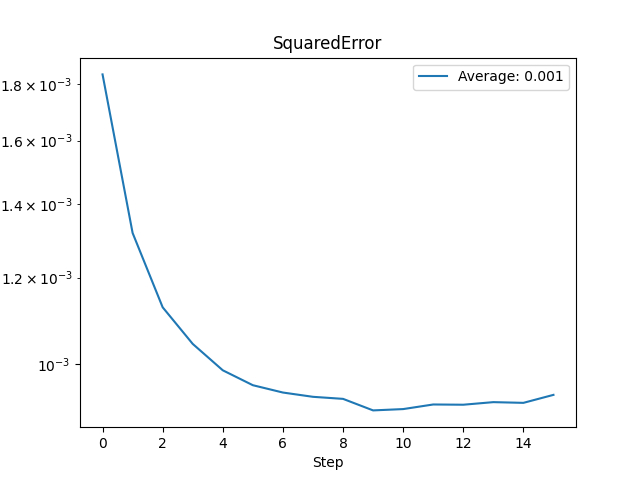 SquaredError
Average: 0.001
1.8 × 10⁻³
1.6 × 10⁻³
1.4 × 10⁻³
1.2 × 10⁻³
10⁻³
0 2 4 6 8 10 12 14
Step